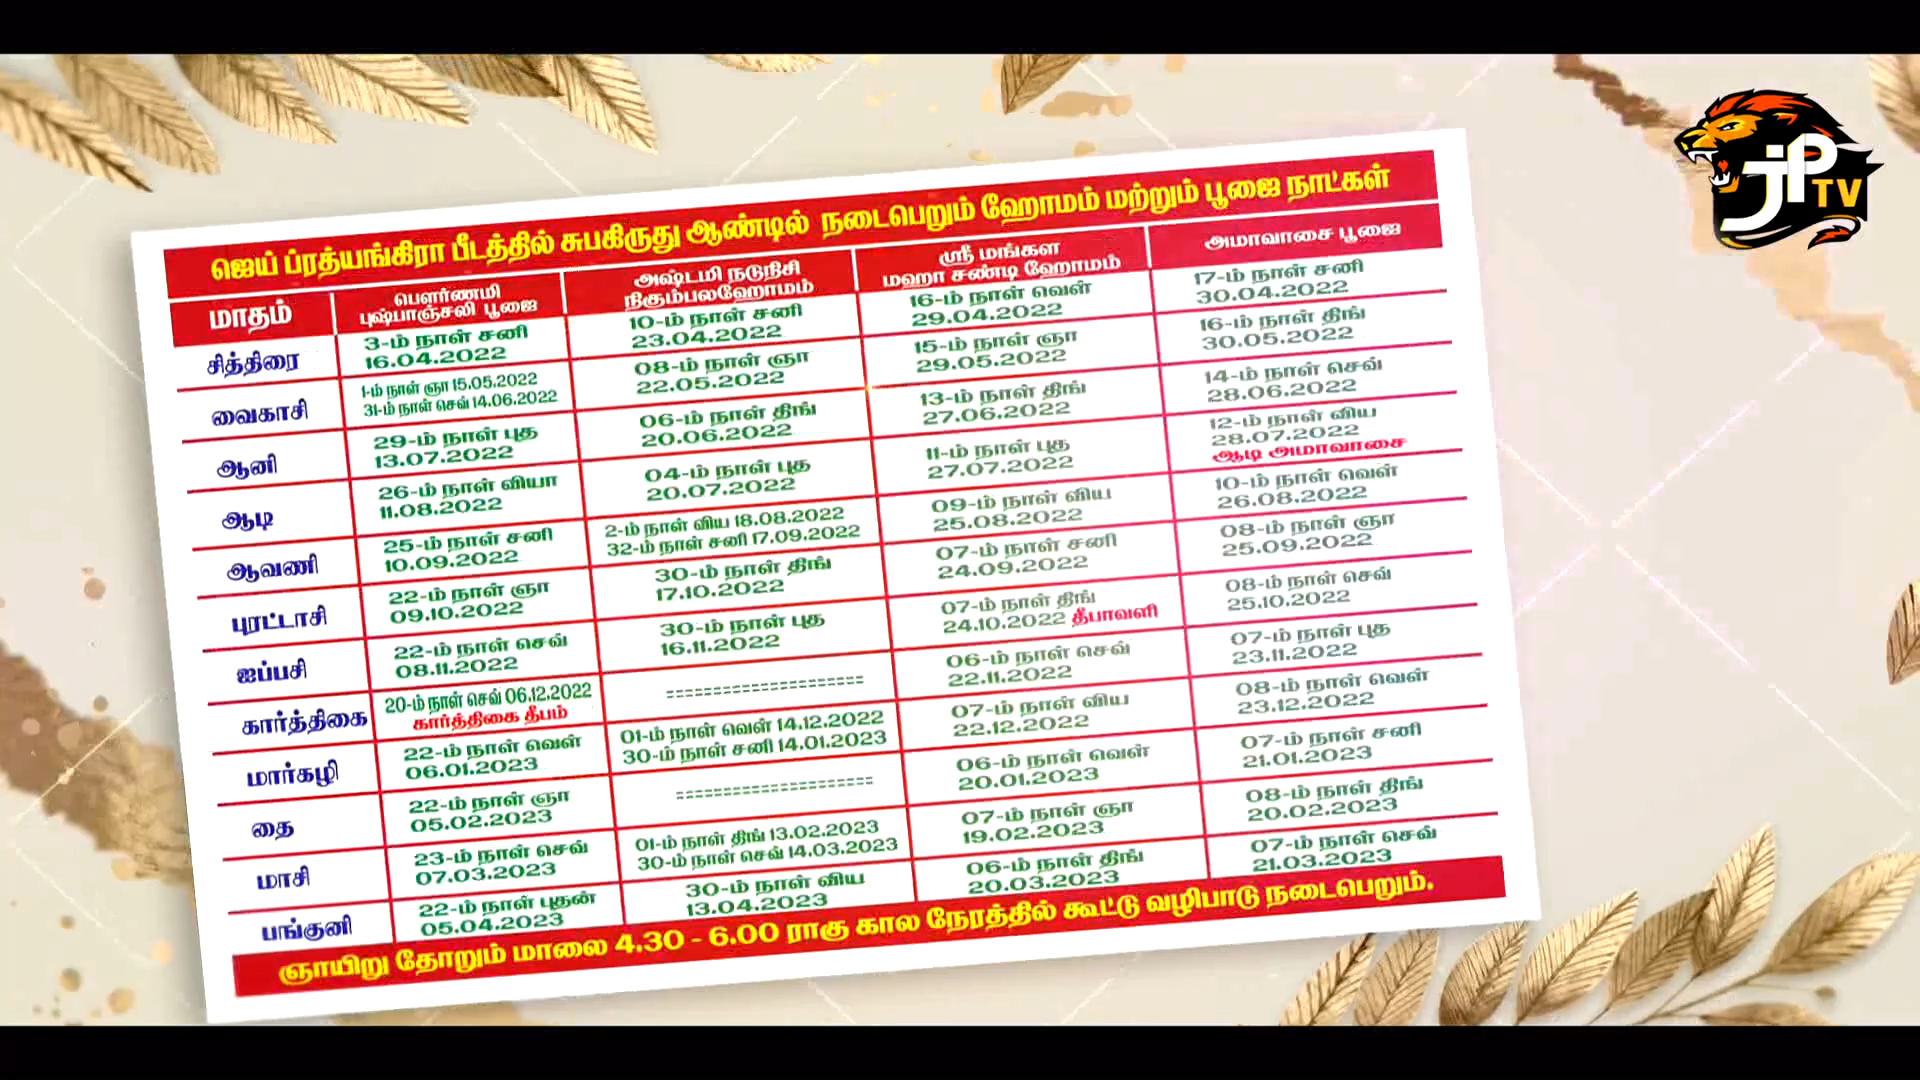 JP TV
ஜெய் ப்ரத்யங்கிரா பீடத்தில் சுபகிருது ஆண்டில் நடைபெறும் ஹோமம் மற்றும் பூஜை நாட்கள்
மாதம்
பௌர்ணமி
புஷ்பாஞ்சலி பூஜை
அஷ்டமி நடுநிசி
நிகும்பலஹோமம்
ஸ்ரீ மங்கள
மஹா சண்டி ஹோமம்
அமாவாசை பூஜை
சித்திரை
3-ம் நாள் சனி
16.04.2022
10-ம் நாள் சனி
23.04.2022
16-ம் நாள் வெள்
29.04.2022
17-ம் நாள் சனி
30.04.2022
வைகாசி
1-ம் நாள் ஞா 15.05.2022
31-ம் நாள் செவ் 14.06.2022
08-ம் நாள் ஞா
22.05.2022
15-ம் நாள் ஞா
29.05.2022
16-ம் நாள் திங்
30.05.2022
ஆனி
29-ம் நாள் புத
13.07.2022
06-ம் நாள் திங்
20.06.2022
13-ம் நாள் திங்
27.06.2022
14-ம் நாள் செவ்
28.06.2022
ஆடி
26-ம் நாள் வியா
11.08.2022
04-ம் நாள் புத
20.07.2022
11-ம் நாள் புத
27.07.2022
12-ம் நாள் விய
28.07.2022
ஆடி அமாவாசை
ஆவணி
25-ம் நாள் சனி
10.09.2022
2-ம் நாள் விய 18.08.2022
32-ம் நாள் சனி 17.09.2022
09-ம் நாள் விய
25.08.2022
10-ம் நாள் வெள்
26.08.2022
புரட்டாசி
22-ம் நாள் ஞா
09.10.2022
30-ம் நாள் திங்
17.10.2022
07-ம் நாள் சனி
24.09.2022
08-ம் நாள் ஞா
25.09.2022
ஐப்பசி
22-ம் நாள் செவ்
08.11.2022
30-ம் நாள் புத
16.11.2022
07-ம் நாள் திங்
24.10.2022 தீபாவளி
08-ம் நாள் செவ்
25.10.2022
கார்த்திகை
20-ம் நாள் செவ் 06.12.2022
கார்த்திகை தீபம்
=====================
06-ம் நாள் செவ்
22.11.2022
07-ம் நாள் புத
23.11.2022
மார்கழி
22-ம் நாள் வெள்
06.01.2023
01-ம் நாள் வெள் 14.12.2022
30-ம் நாள் சனி 14.01.2023
07-ம் நாள் விய
22.12.2022
08-ம் நாள் வெள்
23.12.2022
தை
22-ம் நாள் ஞா
05.02.2023
=====================
06-ம் நாள் வெள்
20.01.2023
07-ம் நாள் சனி
21.01.2023
மாசி
23-ம் நாள் செவ்
07.03.2023
01-ம் நாள் திங் 13.02.2023
30-ம் நாள் செவ் 14.03.2023
07-ம் நாள் ஞா
19.02.2023
08-ம் நாள் திங்
20.02.2023
பங்குனி
22-ம் நாள் புதன்
05.04.2023
30-ம் நாள் விய
13.04.2023
06-ம் நாள் திங்
20.03.2023
07-ம் நாள் செவ்
21.03.2023
ஞாயிறு தோறும் மாலை 4.30 - 6.00 ராகு கால நேரத்தில் கூட்டு வழிபாடு நடைபெறும்.